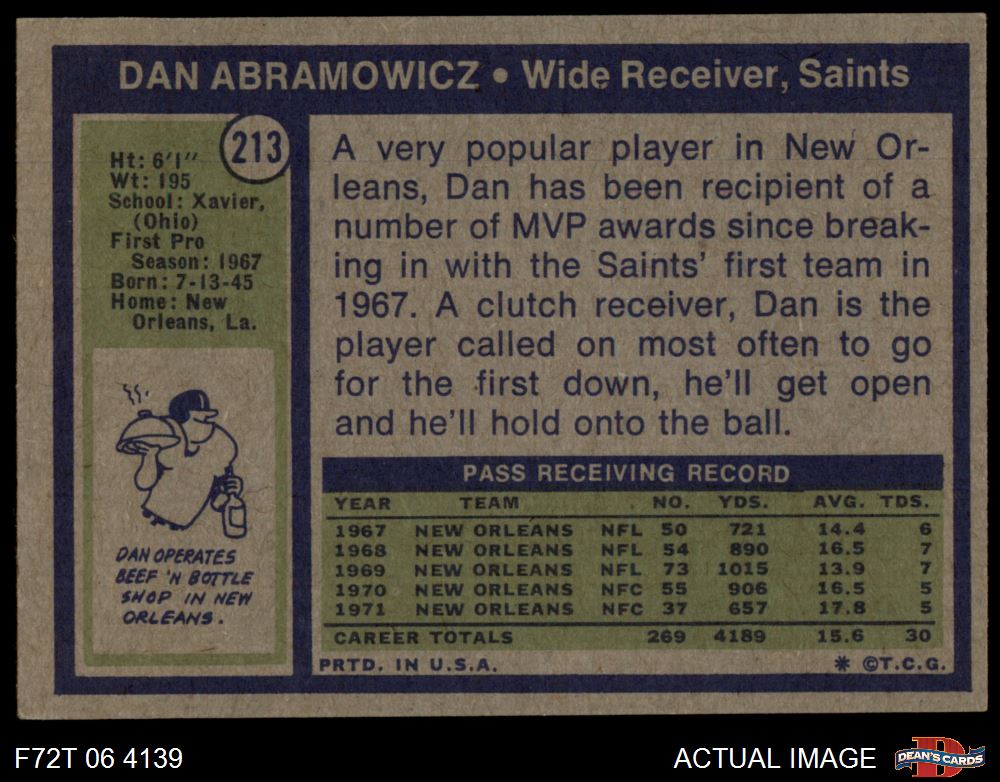 DAN ABRAMOWICZ • Wide Receiver, Saints
213
Ht: 6'1"
Wt: 195
School: Xavier,
(Ohio)
First Pro
Season: 1967
Born: 7-13-45
Home: New
Orleans, La.
DAN OPERATES
BEEF 'N BOTTLE
SHOP IN NEW
ORLEANS.
A very popular player in New Or-
leans, Dan has been recipient of a
number of MVP awards since break-
ing in with the Saints' first team in
1967. A clutch receiver, Dan is the
player called on most often to go
for the first down, he'll get open
and he'll hold onto the ball.
PASS RECEIVING RECORD
YEAR TEAM NO. YDS. AVG. TDS.
1967 NEW ORLEANS NFL 50 721 14.4 6
1968 NEW ORLEANS NFL 54 890 16.5 7
1969 NEW ORLEANS NFL 73 1015 13.9 7
1970 NEW ORLEANS NFC 55 906 16.5 5
1971 NEW ORLEANS NFC 37 657 17.8 5
CAREER TOTALS 269 4189 15.6 30
PRTD. IN U.S.A. * ©T.C.G.
F72T 06 4139 ACTUAL IMAGE D DEAN'S CARDS